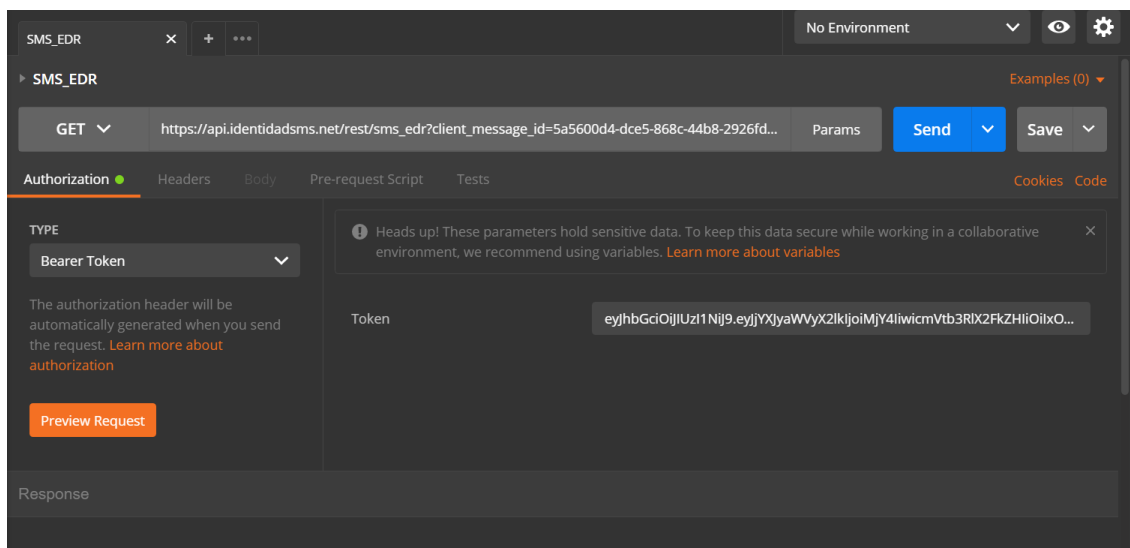 SMS_EDR
No Environment
SMS_EDR
Examples (0)
GET https://api.identidadsms.net/rest/sms_edr?client_message_id=5a5600d4-dce5-868c-44b8-2926fd... Params Send Save
Authorization Headers Body Pre-request Script Tests Cookies Code
TYPE
Bearer Token
The authorization header will be
automatically generated when you send
the request. Learn more about
authorization
Preview Request
Heads up! These parameters hold sensitive data. To keep this data secure while working in a collaborative
environment, we recommend using variables. Learn more about variables
Token eyJhbGciOiJIUzI1NiJ9.eyJjYXJyaWVyX2lkIjoiMjY4IiwicmVtb3RlX2FkZHIiOiIxO...
Response